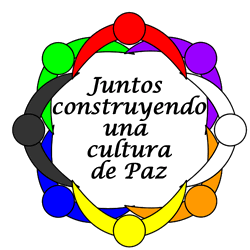 Juntos
construyendo
una
cultura
de Paz